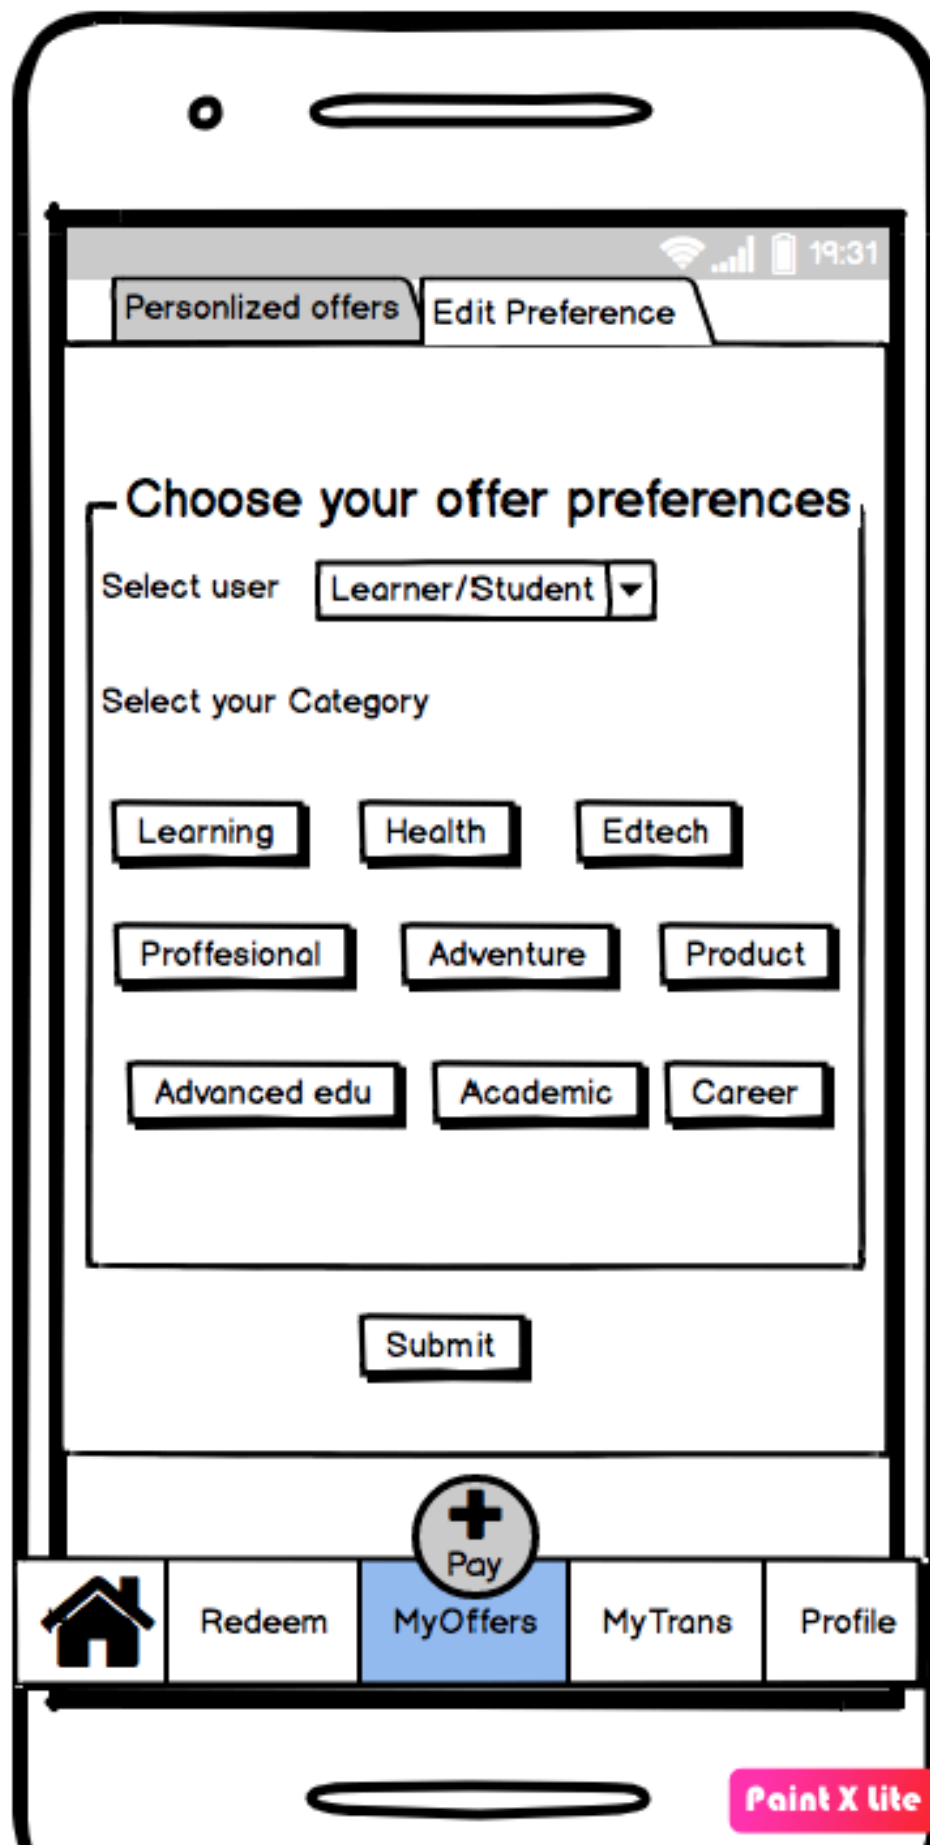 19:31
Personlized offers Edit Preference
Choose your offer preferences
Select user Learner/Student
Select your Category
Learning Health Edtech
Proffesional Adventure Product
Advanced edu Academic Career
Submit
Pay
Redeem MyOffers MyTrans Profile
Paint X lite